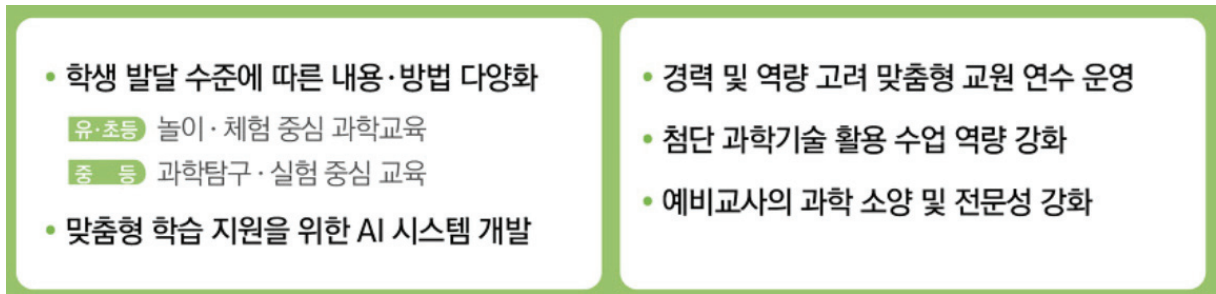 • 학생 발달 수준에 따른 내용·방법 다양화
유·초등 놀이·체험 중심 과학교육
중 등 과학탐구·실험 중심 교육
• 맞춤형 학습 지원을 위한 AI 시스템 개발
• 경력 및 역량 고려 맞춤형 교원 연수 운영
• 첨단 과학기술 활용 수업 역량 강화
• 예비교사의 과학 소양 및 전문성 강화